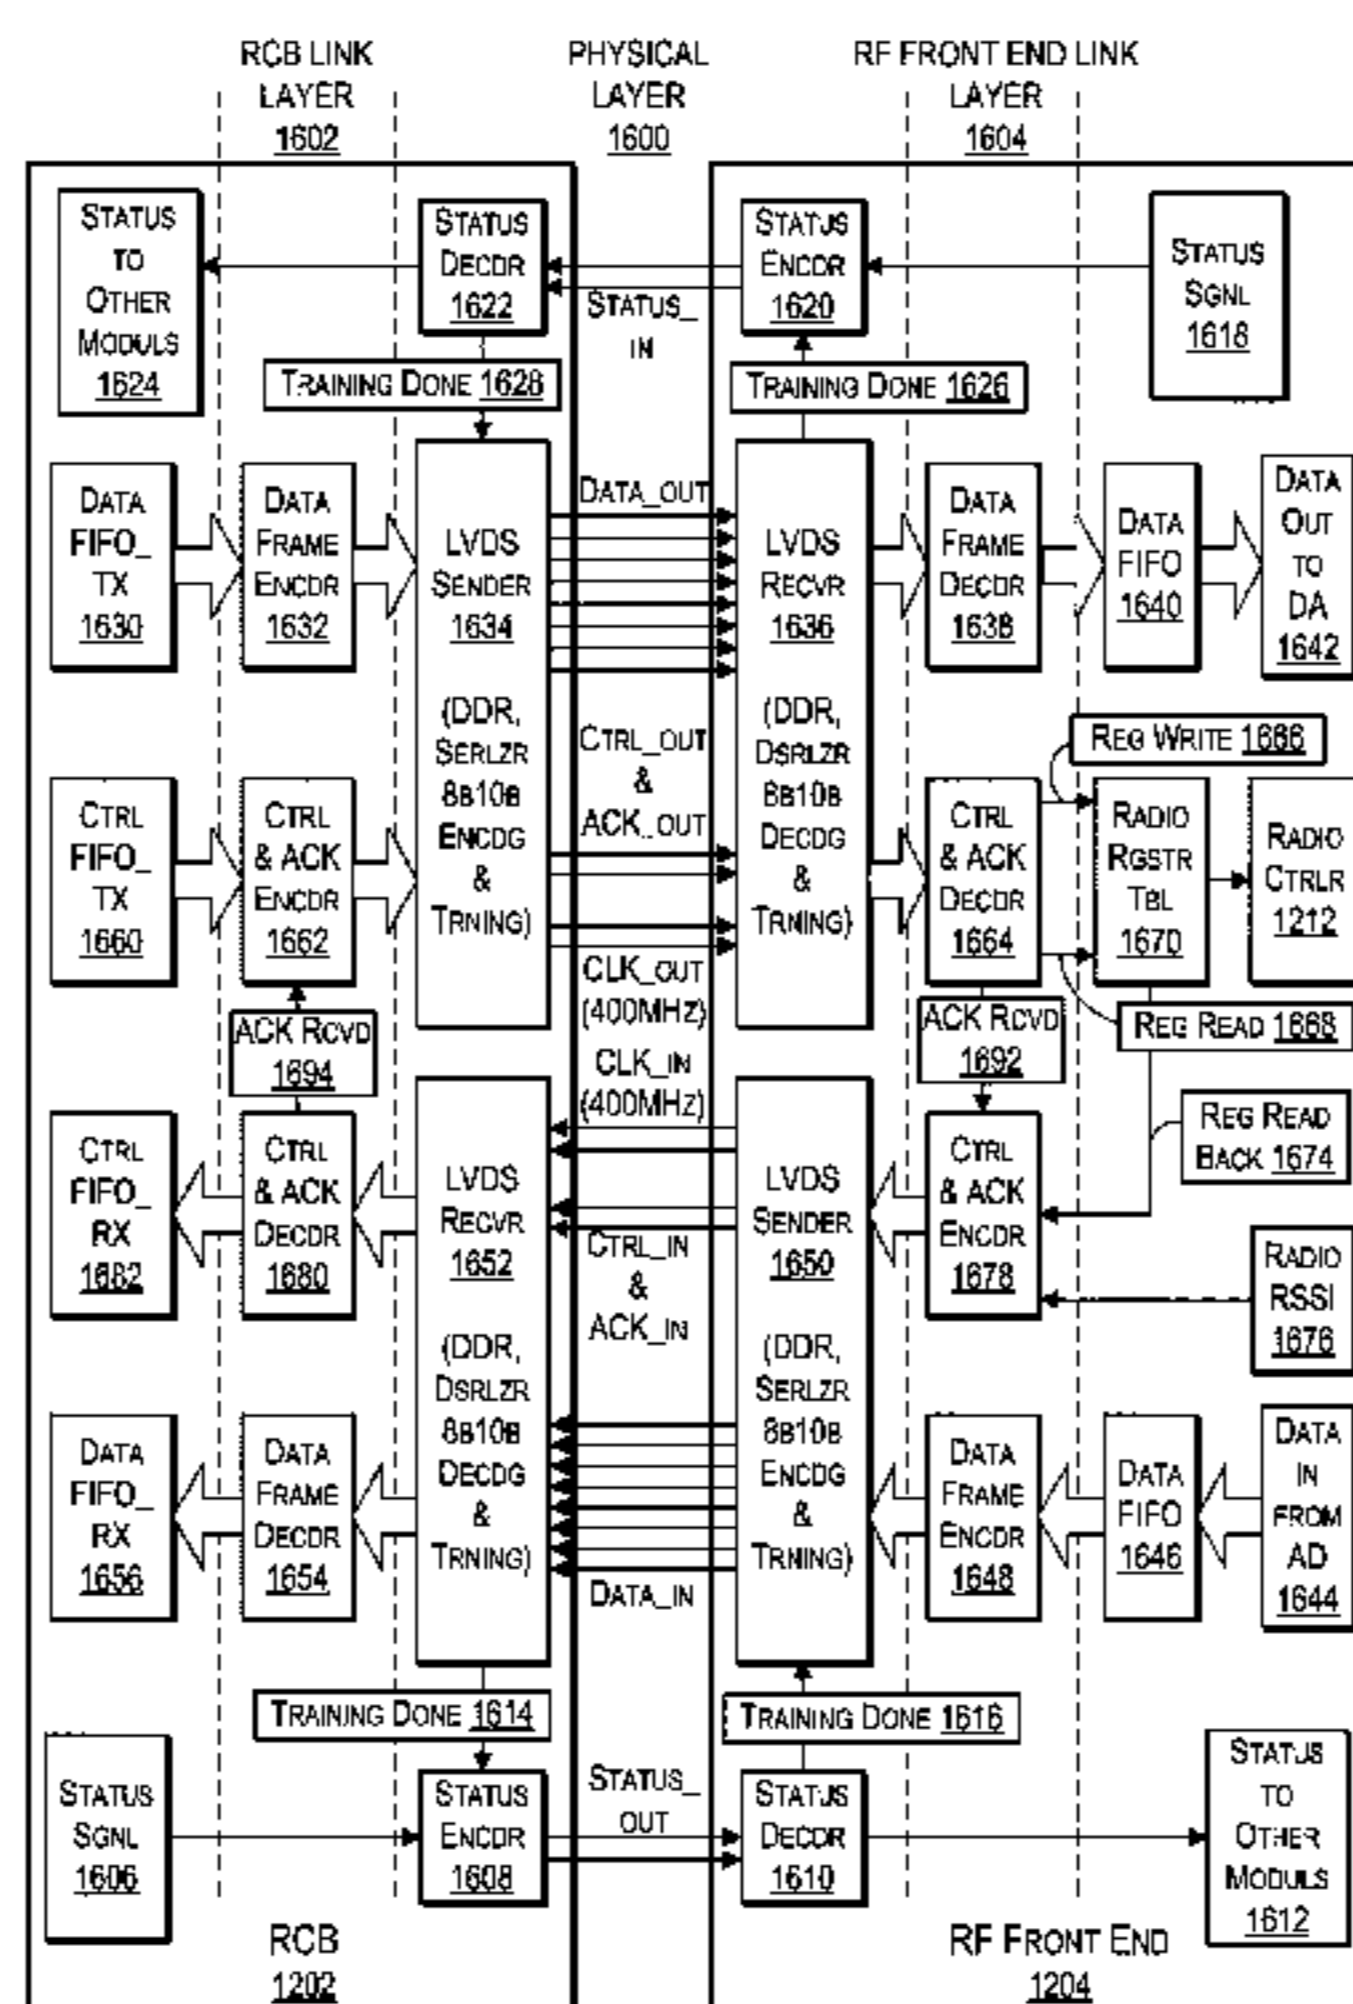 RCB LINK
LAYER
1602
PHYSICAL
LAYER
1600
RF FRONT END LINK
LAYER
1604
STATUS
TO
OTHER
MODULS
1624
STATUS
DECDR
1622
STATUS_
IN
STATUS
ENCDR
1620
STATUS
SGNL
1618
TRAINING DONE 1628
TRAINING DONE 1626
DATA
FIFO_
TX
1630
DATA
FRAME
ENCDR
1632
LVDS
SENDER
1634
(DDR,
SERLZR
8B10B
ENCDG
&
TRNING)
DATA_OUT
LVDS
RECVR
1636
(DDR,
DSRLZR
8B10B
DECDG
&
TRNING)
DATA
FRAME
DECDR
1638
DATA
FIFO
1640
DATA
OUT
TO
DA
1642
CTRL_OUT
&
ACK_OUT
REG WRITE 1666
CTRL
FIFO_
TX
1660
CTRL
& ACK
ENCDR
1662
CTRL
& ACK
DECDR
1664
RADIO
RGSTR
TBL
1670
RADIO
CTRLR
1212
CLK_OUT
(400MHZ)
ACK RCVD
1694
ACK RCVD
1692
REG READ 1668
CLK_IN
(400MHZ)
CTRL
FIFO_
RX
1682
CTRL
& ACK
DECDR
1680
LVDS
RECVR
1652
(DDR,
DSRLZR
8B10B
DECDG
&
TRNING)
CTRL_IN
&
ACK_IN
LVDS
SENDER
1650
(DDR,
SERLZR
8B10B
ENCDG
&
TRNING)
CTRL
& ACK
ENCDR
1678
REG READ
BACK 1674
RADIO
RSSI
1676
DATA
FIFO_
RX
1656
DATA
FRAME
DECDR
1654
DATA_IN
DATA
FRAME
ENCDR
1648
DATA
FIFO
1646
DATA
IN
FROM
AD
1644
TRAINING DONE 1614
TRAINING DONE 1616
STATUS
SGNL
1606
STATUS
ENCDR
1608
STATUS_
OUT
STATUS
DECDR
1610
STATUS
TO
OTHER
MODULS
1612
RCB
1202
RF FRONT END
1204